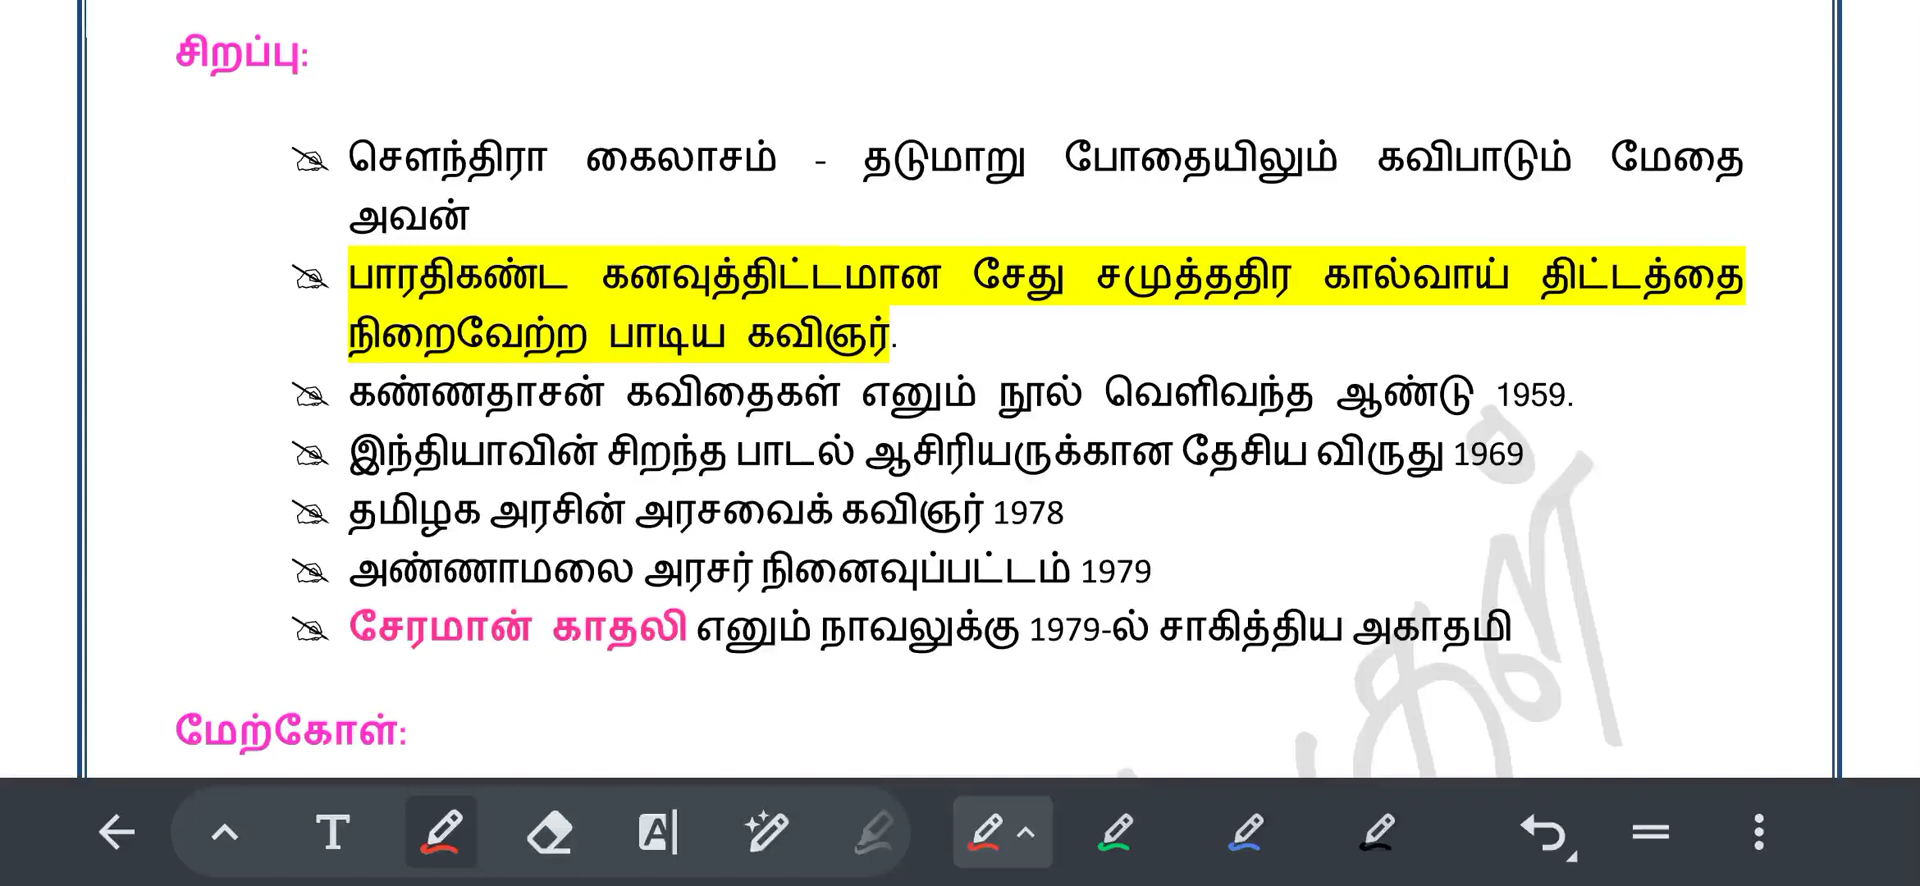 சிறப்பு:
சௌந்திரா கைலாசம் - தடுமாறு போதையிலும் கவிபாடும் மேதை
அவன்
பாரதிகண்ட கனவுத்திட்டமான சேது சமுத்ததிர கால்வாய் திட்டத்தை
நிறைவேற்ற பாடிய கவிஞர்.
கண்ணதாசன் கவிதைகள் எனும் நூல் வெளிவந்த ஆண்டு 1959.
இந்தியாவின் சிறந்த பாடல் ஆசிரியருக்கான தேசிய விருது 1969
தமிழக அரசின் அரசவைக் கவிஞர் 1978
அண்ணாமலை அரசர் நினைவுப்பட்டம் 1979
சேரமான் காதலி எனும் நாவலுக்கு 1979-ல் சாகித்திய அகாதமி
மேற்கோள்: